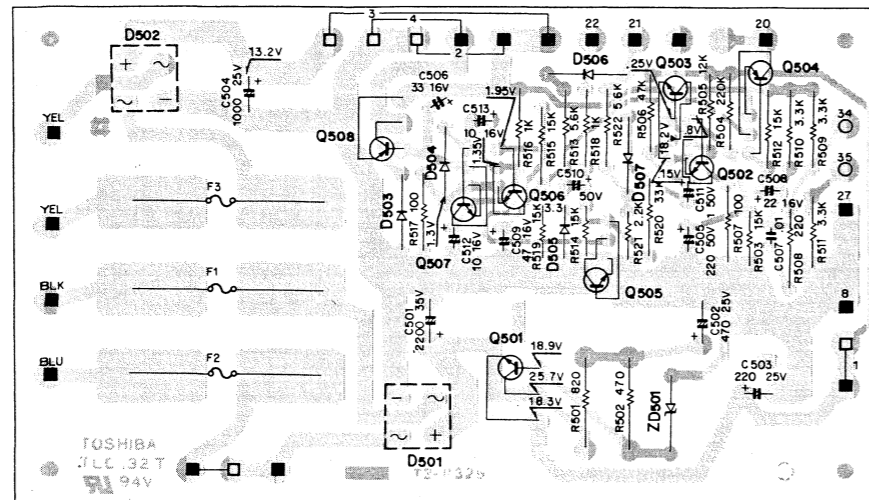 D502
13.2V
C504
1000 25V
3
4
2
22
21
20
D506
.25V
Q503
Q504
C506
33 16V
1.95V
C513
10 16V
1.35V
R516 1K
R515 15K
R513 5.6K
R518 1K
R522 5.6K
R506 47K
18.2V
.8V
R505 12K
R504 220K
R512 15K
R510 3.3K
R509 3.3K
34
35
27
YEL
Q508
D504
C510
50V
3.3
D507
.15V
Q502
C508
22 16V
YEL
F3
D503
R517 100
1.3V
Q507
C512
10 16V
Q506
C509
47 16V
R519 15K
D505
R514 15K
R521 2.2K
R520 33K
C505
220 50V
C511
1 50V
R507 100
R503 15K
C507 .01
R508 220
R511 3.3K
Q505
BLK
F1
C501
2200 35V
C502
470 25V
8
1
BLU
F2
Q501
18.9V
25.7V
18.3V
R501 820
R502 470
ZD501
C503
220 25V
D501
TOSHIBA
TLC.32T
94V